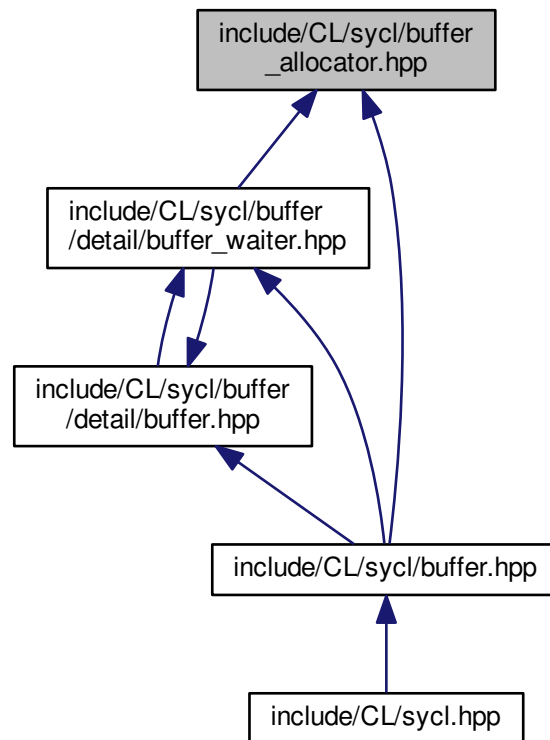 include/CL/sycl/buffer
_allocator.hpp
include/CL/sycl/buffer
/detail/buffer_waiter.hpp
include/CL/sycl/buffer
/detail/buffer.hpp
include/CL/sycl/buffer.hpp
include/CL/sycl.hpp